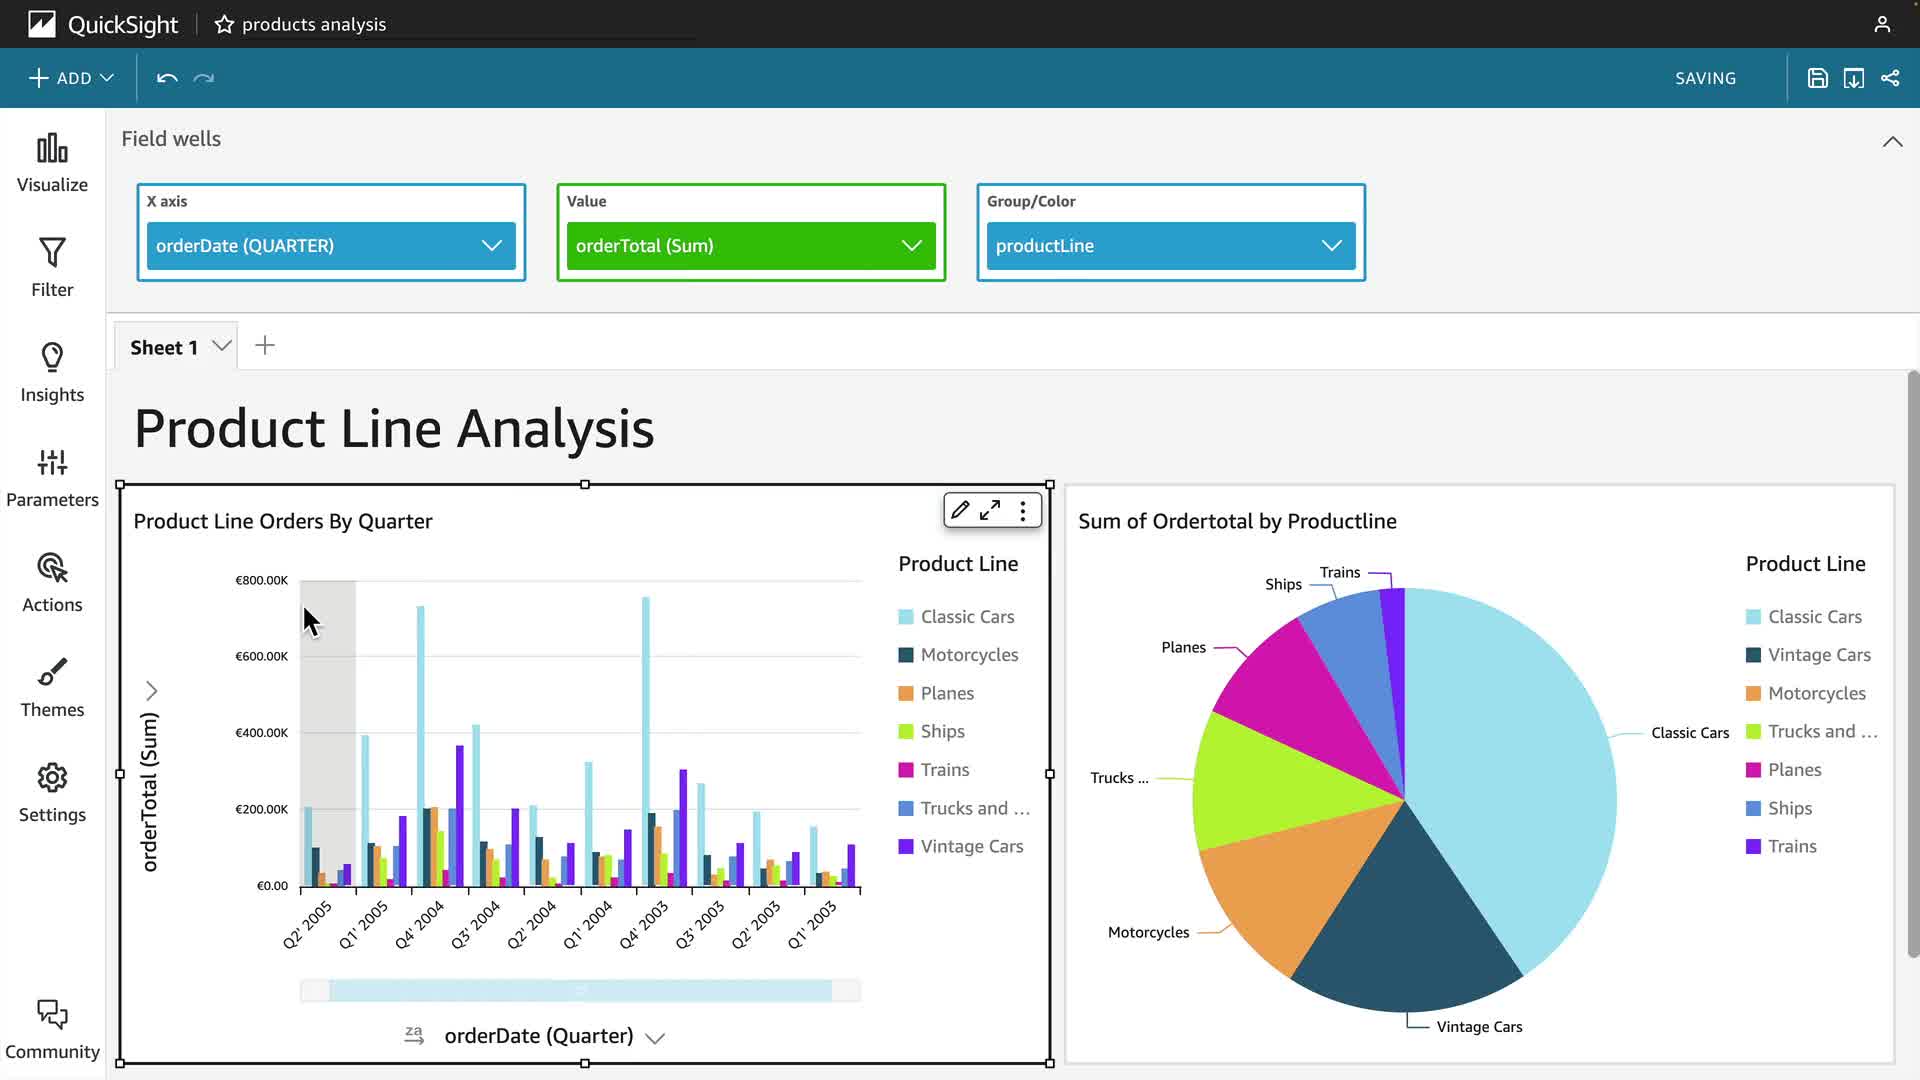 QuickSight
products analysis
ADD
SAVING
Field wells
Visualize
Filter
Insights
Parameters
Actions
Themes
Settings
Community
X axis
orderDate (QUARTER)
Value
orderTotal (Sum)
Group/Color
productLine
Sheet 1
Product Line Analysis
Product Line Orders By Quarter
orderTotal (Sum)
€800.00K
€600.00K
€400.00K
€200.00K
€0.00
Q2' 2005
Q1' 2005
Q4' 2004
Q3' 2004
Q2' 2004
Q1' 2004
Q4' 2003
Q3' 2003
Q2' 2003
Q1' 2003
za
orderDate (Quarter)
Product Line
Classic Cars
Motorcycles
Planes
Ships
Trains
Trucks and ...
Vintage Cars
Sum of Ordertotal by Productline
Trains
Ships
Planes
Trucks ...
Motorcycles
Vintage Cars
Classic Cars
Product Line
Classic Cars
Vintage Cars
Motorcycles
Trucks and ...
Planes
Ships
Trains